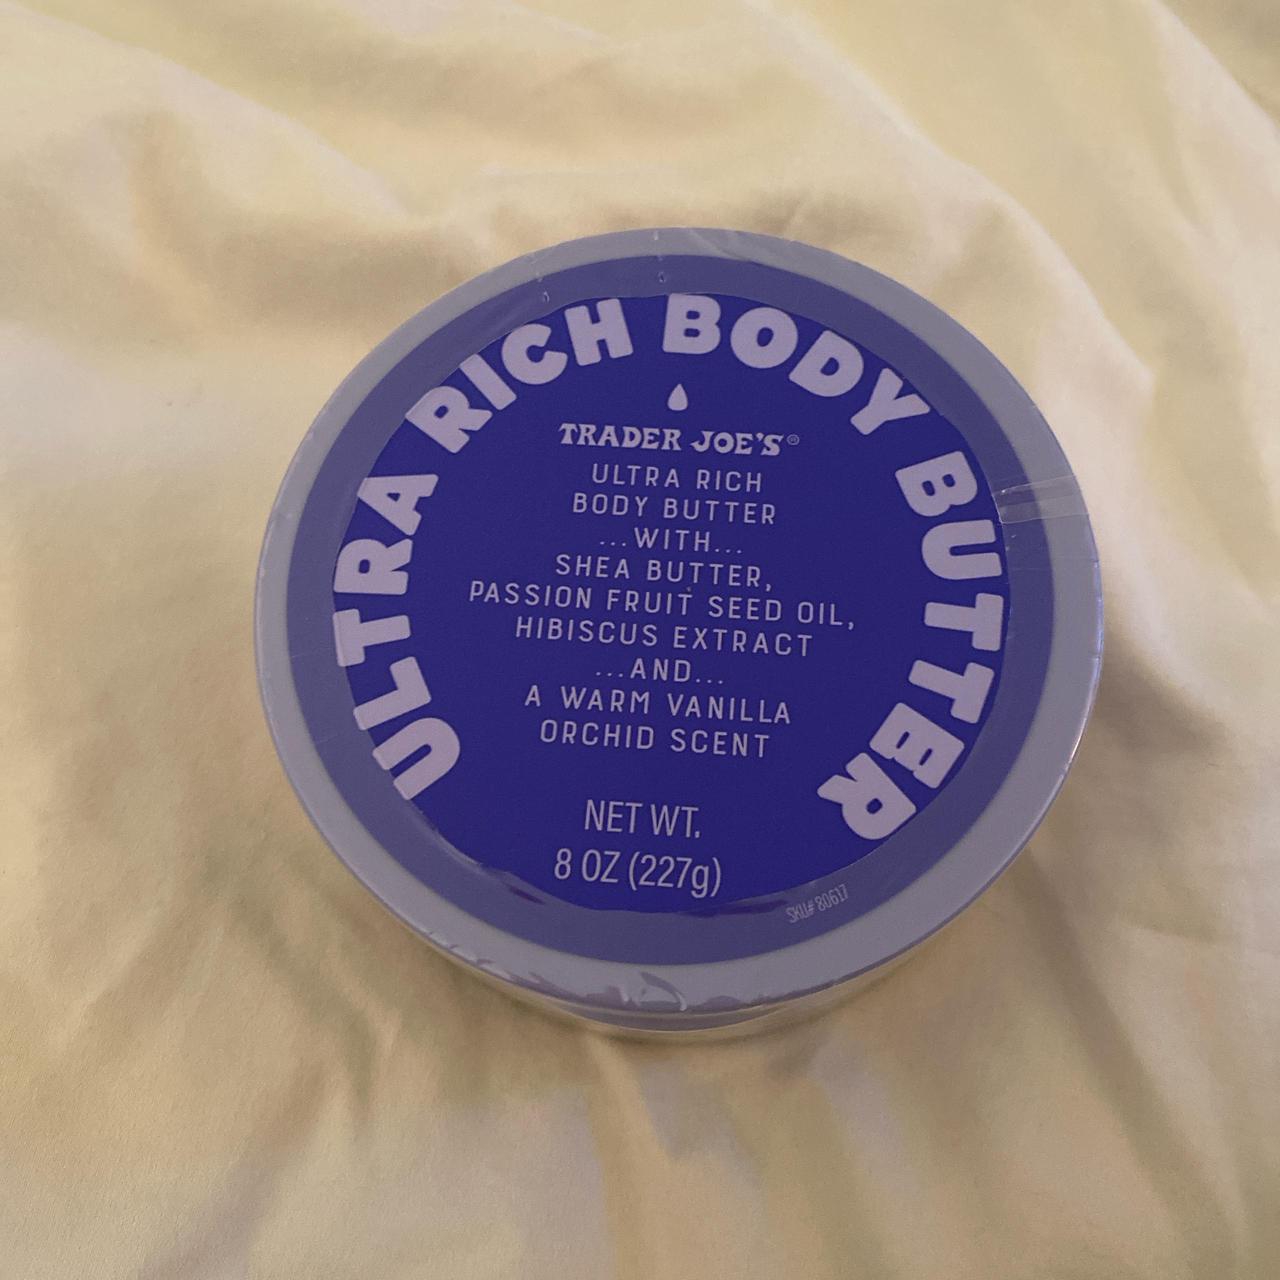 ULTRA RICH BODY BUTTER
TRADER JOE'S®
ULTRA RICH
BODY BUTTER
...WITH...
SHEA BUTTER,
PASSION FRUIT SEED OIL,
HIBISCUS EXTRACT
...AND...
A WARM VANILLA
ORCHID SCENT
NET WT.
8 OZ (227g)
SKU# 80617